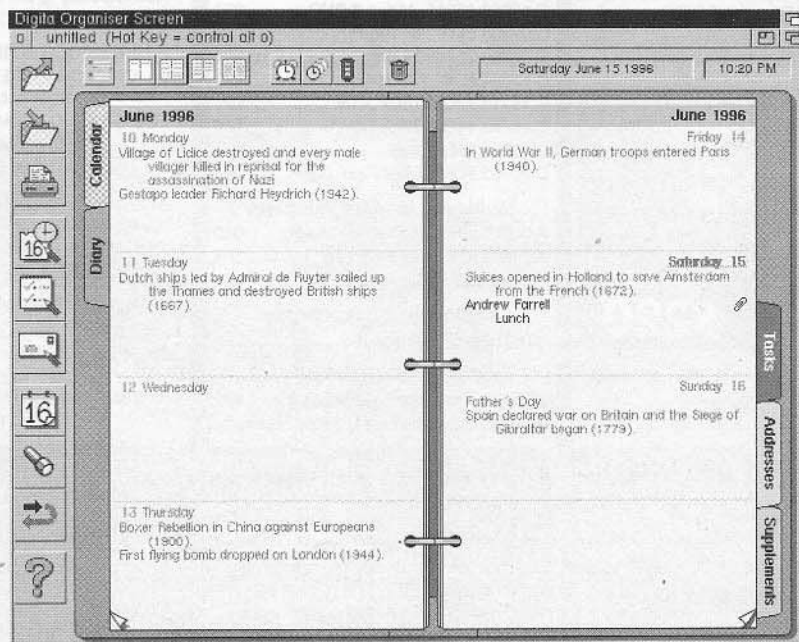 Digita Organiser Screen
untitled (Hot Key = control alt o)
Saturday June 15 1996
10:20 PM
Calendar
Diary
June 1996
10 Monday
Village of Lidice destroyed and every male
villager killed in reprisal for the
assassination of Nazi
Gestapo leader Richard Heydrich (1942).
11 Tuesday
Dutch ships led by Admiral de Ruyter sailed up
the Thames and destroyed British ships
(1667).
12 Wednesday
13 Thursday
Boxer Rebellion in China against Europeans
(1900).
First flying bomb dropped on London (1944).
June 1996
Friday 14
In World War II, German troops entered Paris
(1940).
Saturday 15
Sluices opened in Holland to save Amsterdam
from the French (1672).
Andrew Farrell
Lunch
Sunday 16
Father's Day
Spain declared war on Britain and the Siege of
Gibraltar began (1779).
Tasks
Addresses
Supplements
16
16